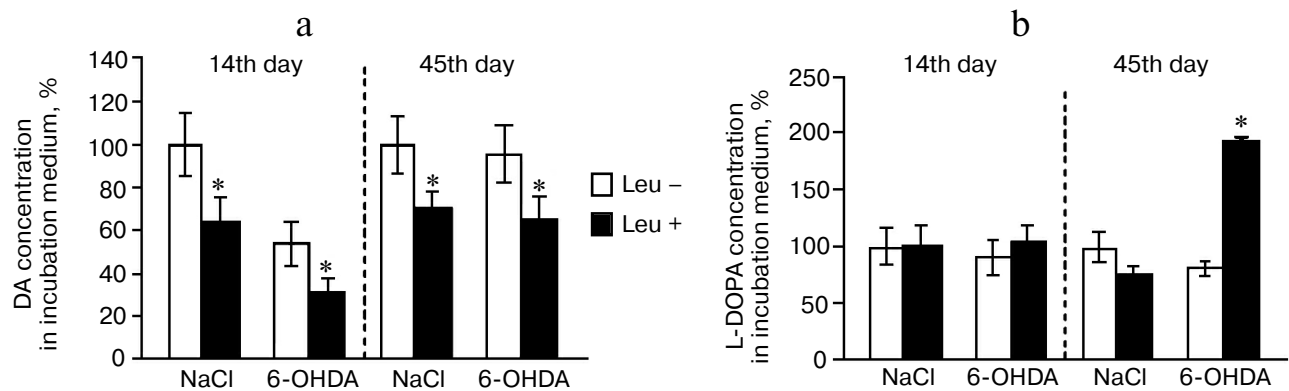 a
DA concentration
in incubation medium, %
140
120
100
80
60
40
20
0
14th day
45th day
*
*
*
*
NaCl
6-OHDA
NaCl
6-OHDA
Leu –
Leu +
b
L-DOPA concentration
in incubation medium, %
250
200
150
100
50
0
14th day
45th day
*
NaCl
6-OHDA
NaCl
6-OHDA